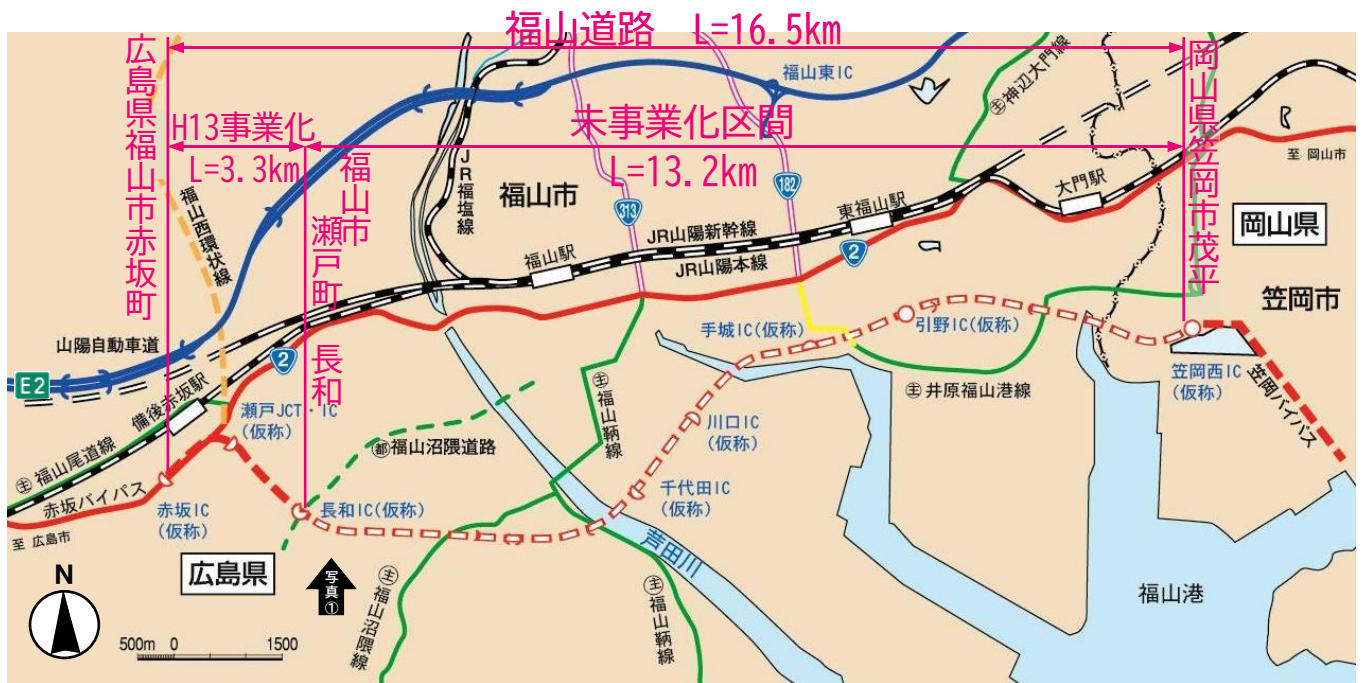 福山道路 L=16.5km
広島県福山市赤坂町
H13事業化
L=3.3km
未事業化区間
L=13.2km
岡山県笠岡市茂平
福山市
瀬戸町 長和
福山西環状線
JR福塩線
福山市
313
182
福山東IC
主 神辺大門線
至 岡山市
大門駅
東福山駅
岡山県
笠岡市
福山駅
JR山陽新幹線
JR山陽本線
2
山陽自動車道
E2
備後赤坂駅
2
瀬戸JCT・IC
(仮称)
主 福山尾道線
赤坂バイパス
至 広島市
赤坂IC
(仮称)
都 福山沼隈道路
長和IC(仮称)
主 福山鞆線
手城IC(仮称)
引野IC(仮称)
主 井原福山港線
川口IC
(仮称)
千代田IC
(仮称)
笠岡西IC
(仮称)
笠岡バイパス
芦田川
福山港
広島県
写真①
主 福山沼隈線
主 福山鞆線
N
500m 0 1500